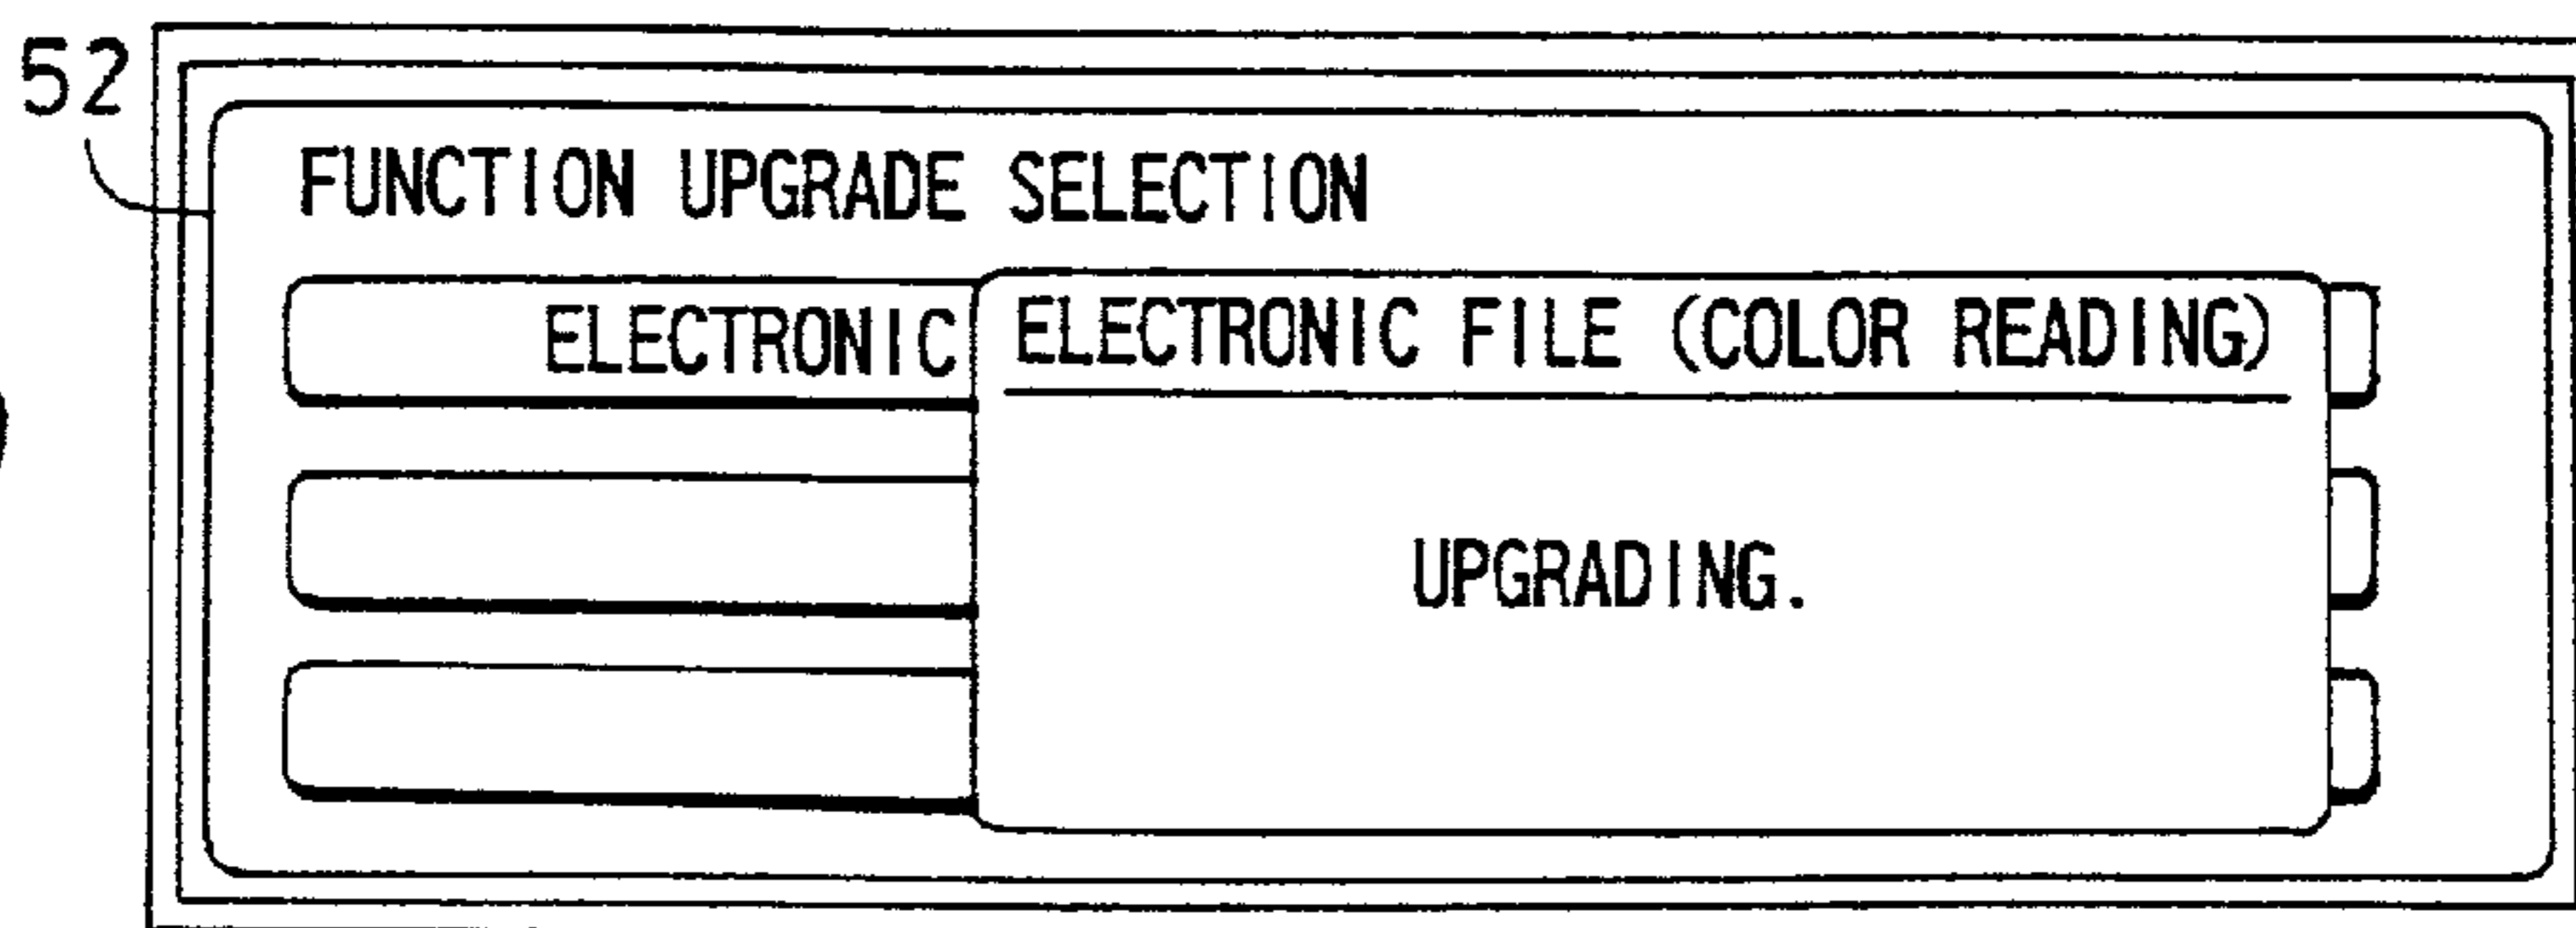 52
FUNCTION UPGRADE SELECTION
ELECTRONIC
ELECTRONIC FILE (COLOR READING)
UPGRADING.